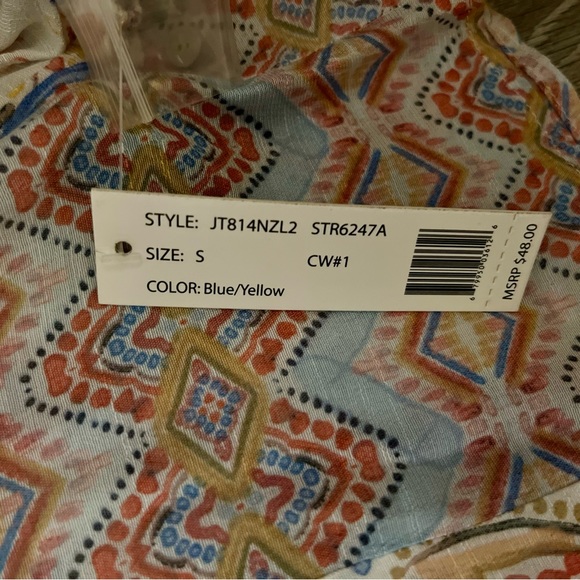 STYLE: JT814NZL2 STR6247A
SIZE: S CW#1
COLOR: Blue/Yellow
MSRP $48.00